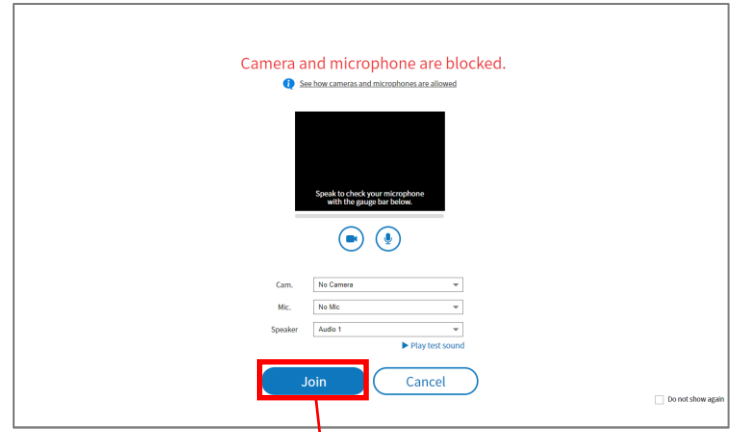 Camera and microphone are blocked.
See how cameras and microphones are allowed
Speak to check your microphone
with the gauge bar below.
Cam. No Camera
Mic. No Mic
Speaker Audio 1
Play test sound
Join Cancel
Do not show again